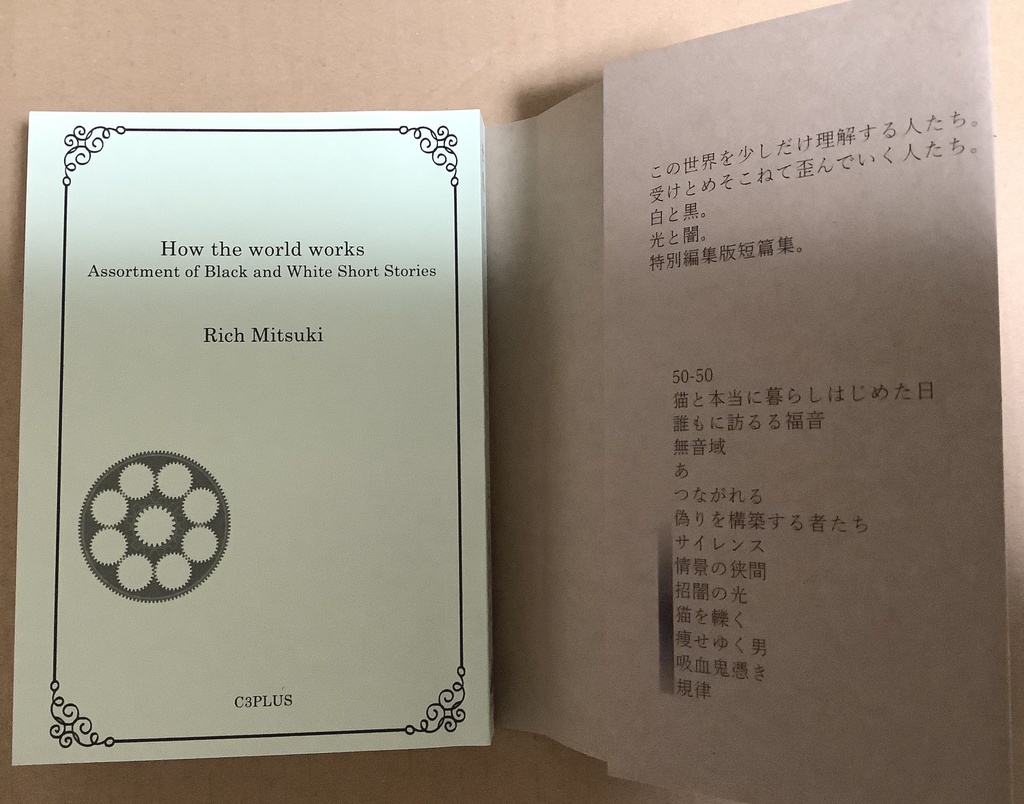 How the world works
Assortment of Black and White Short Stories
Rich Mitsuki
C3PLUS
この世界を少しだけ理解する人たち。
受けとめそこねて歪んでいく人たち。
白と黒。
光と闇。
特別編集版短篇集。
50-50
猫と本当に暮らしはじめた日
誰もに訪るる福音
無音域
あ
つながれる
偽りを構築する者たち
サイレンス
情景の狭間
招闇の光
猫を轢く
痩せゆく男
吸血鬼憑き
規律